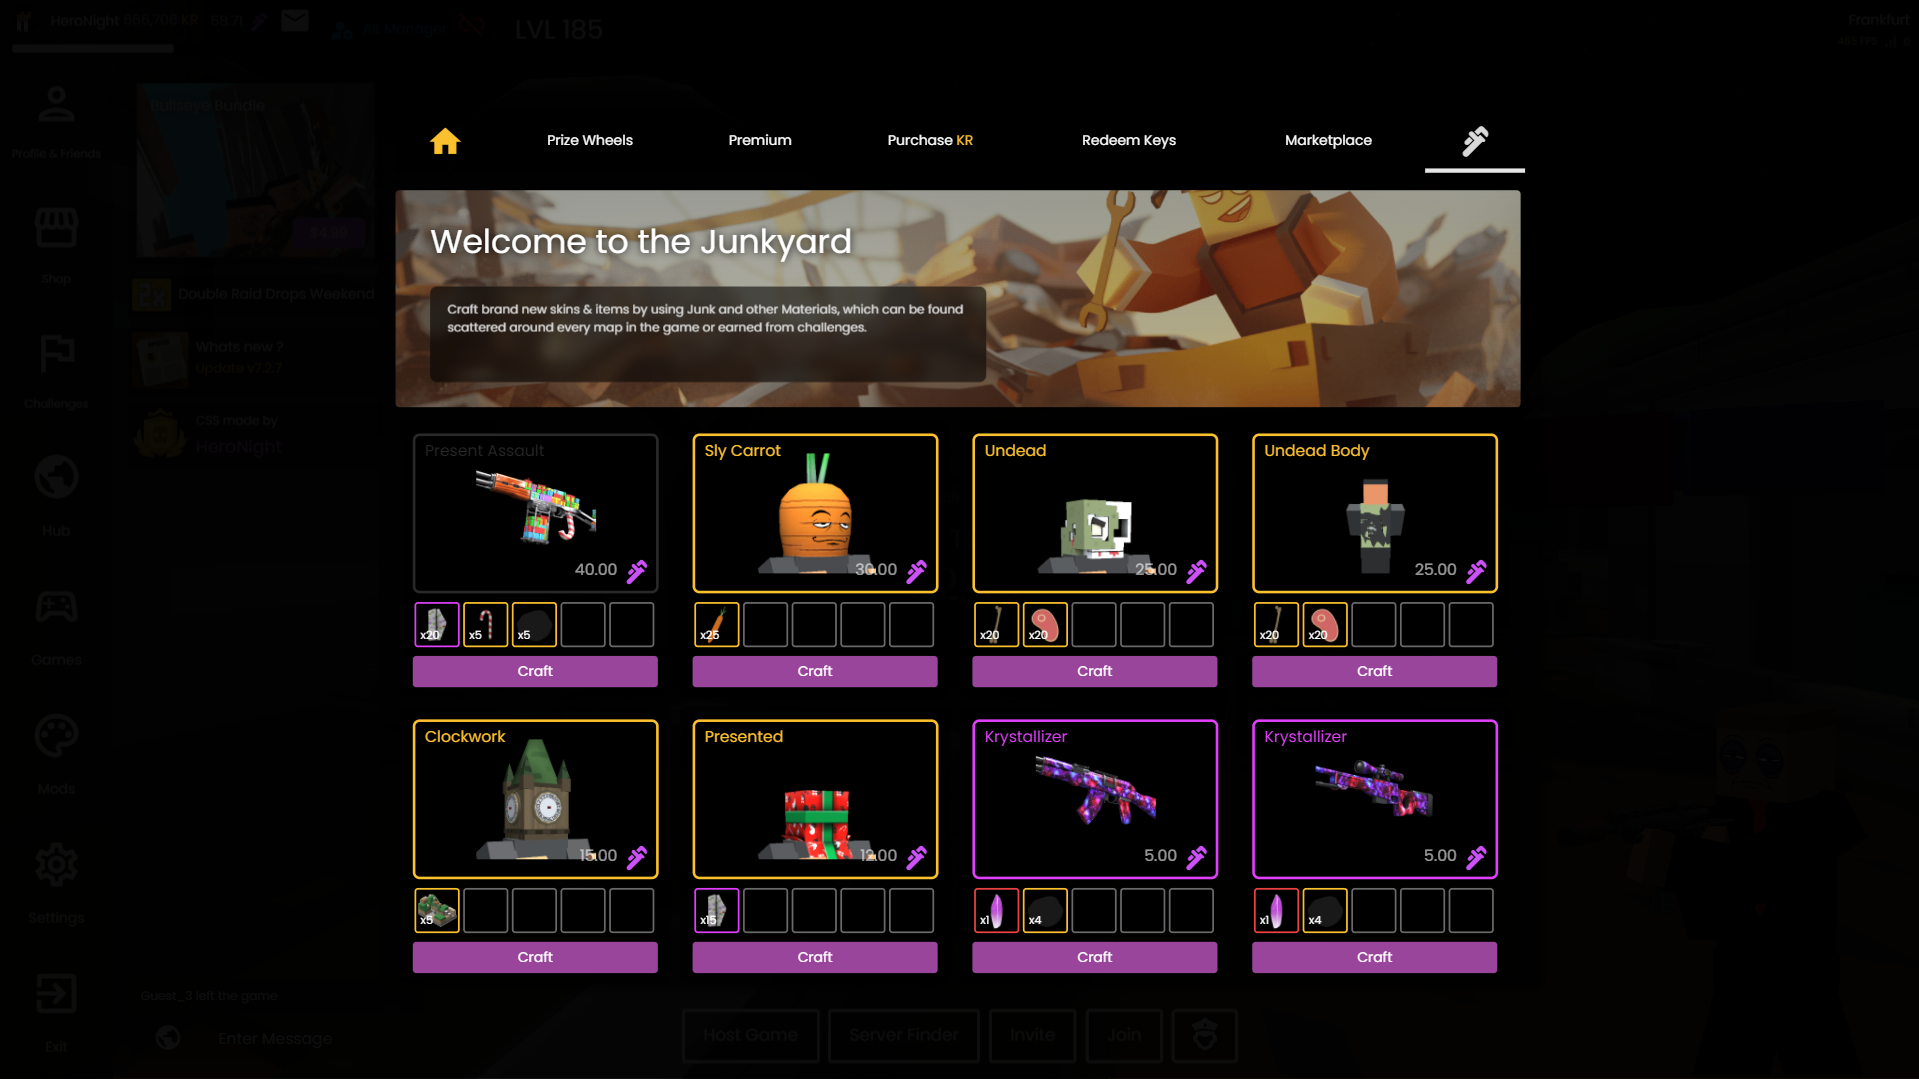 HeroNight 888,706 KR 58.71
Alt Manager
LVL 185
Frankfurt
Profile & Friends
Bullseye Bundle
$4.99
Prize Wheels
Premium
Purchase KR
Redeem Keys
Marketplace
Shop
2x Double Raid Drops Weekend
Whats new ?
Update v7.2.7
Challenges
CSS made by
HeroNight
Hub
Games
Mods
Settings
Exit
Welcome to the Junkyard
Craft brand new skins & items by using Junk and other Materials, which can be found
scattered around every map in the game or earned from challenges.
Present Assault
40.00
x20 x5 x5
Craft
Sly Carrot
30.00
x25
Craft
Undead
25.00
x20 x20
Craft
Undead Body
25.00
x20 x20
Craft
Clockwork
15.00
x5
Craft
Presented
12.00
x15
Craft
Krystallizer
5.00
x1 x4
Craft
Krystallizer
5.00
x1 x4
Craft
Guest_3 left the game
Enter Message
Host Game
Server Finder
Invite
Join